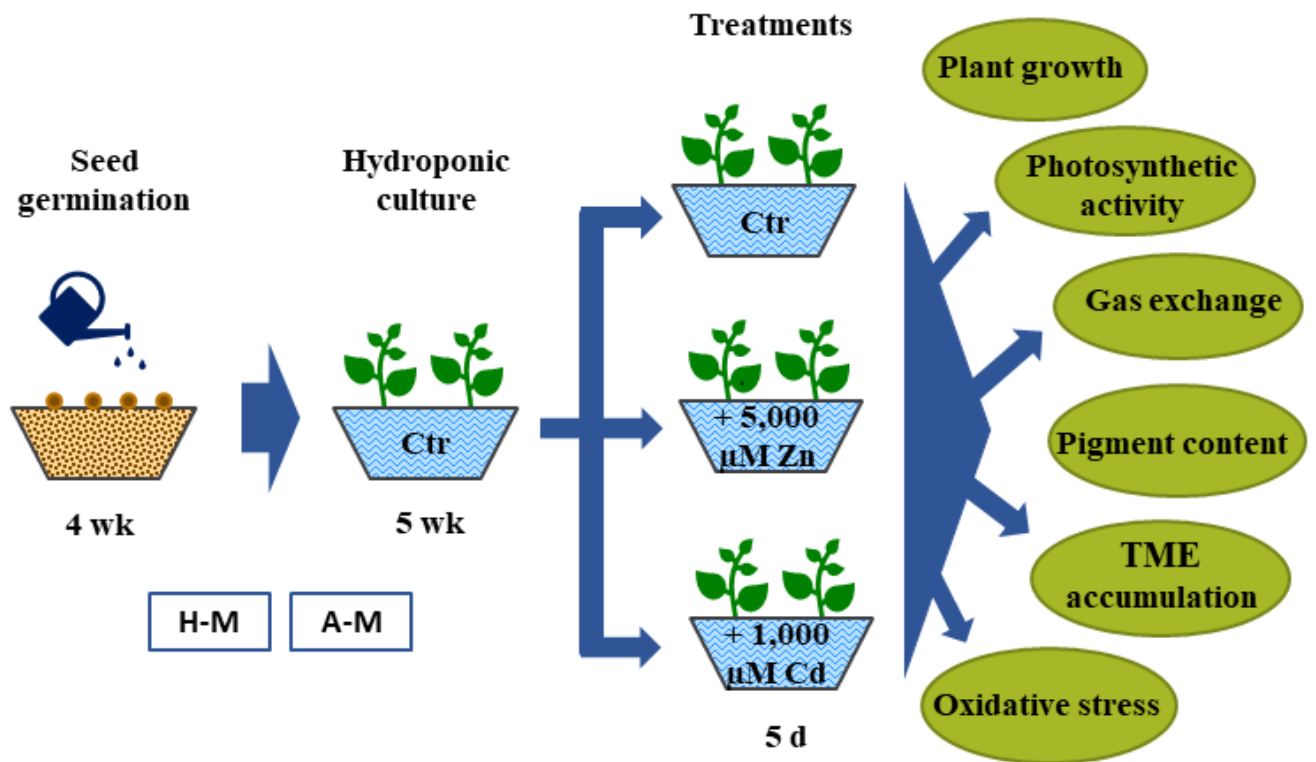 Seed
germination
4 wk
H-M
A-M
Hydroponic
culture
Ctr
5 wk
Treatments
Ctr
+ 5,000
µM Zn
+ 1,000
µM Cd
5 d
Plant growth
Photosynthetic
activity
Gas exchange
Pigment content
TME
accumulation
Oxidative stress